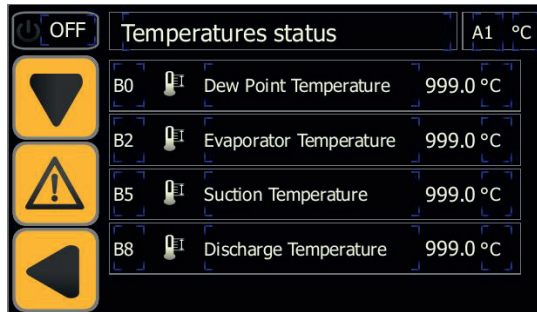 OFF Temperatures status A1 °C
B0 Dew Point Temperature 999.0 °C
B2 Evaporator Temperature 999.0 °C
B5 Suction Temperature 999.0 °C
B8 Discharge Temperature 999.0 °C